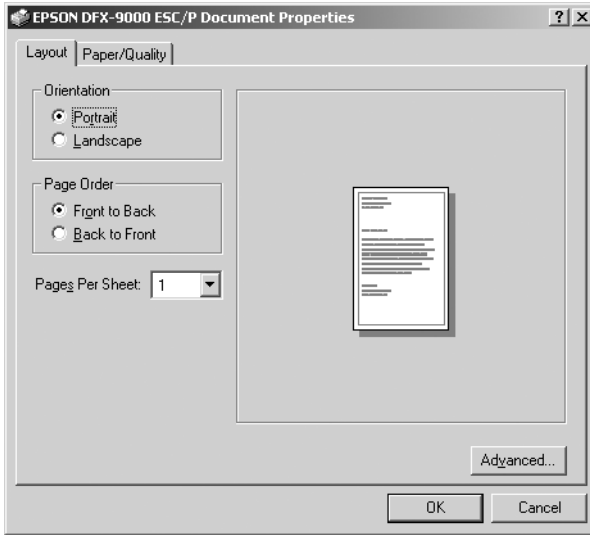 EPSON DFX-9000 ESC/P Document Properties
Layout
Paper/Quality
Orientation
Portrait
Landscape
Page Order
Front to Back
Back to Front
Pages Per Sheet: 1
Advanced...
OK
Cancel